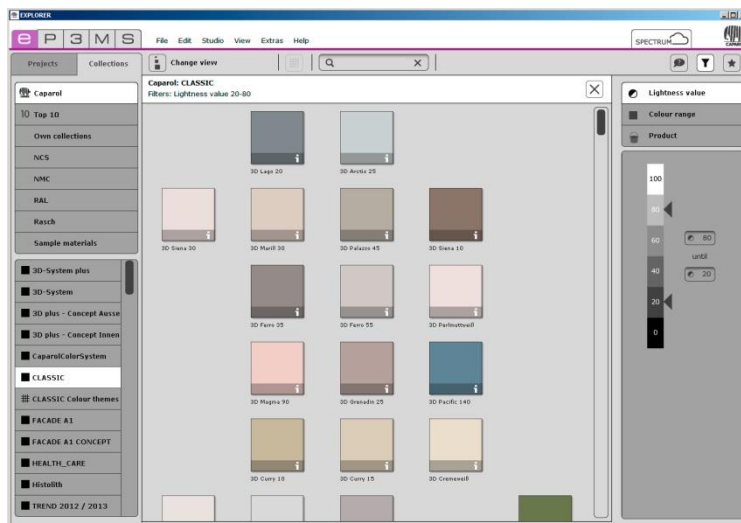 EXPLORER
e P 3 M S
File Edit Studio View Extras Help
SPECTRUM
CAPAROL
Projects Collections
Change view
Caparol
Caparol: CLASSIC
Filters: Lightness value 20-80
Top 10
Own collections
NCS
NMC
RAL
Rasch
Sample materials
3D-System plus
3D-System
3D plus - Concept Ausse
3D plus - Concept Innen
CaparolColorSystem
CLASSIC
CLASSIC Colour themes
FACADE A1
FACADE A1 CONCEPT
HEALTH_CARE
Histolith
TREND 2012 / 2013
3D Lago 20 3D Arctis 25
3D Siena 30 3D Marill 30 3D Palazzo 45 3D Siena 10
3D Ferro 35 3D Ferro 55 3D Perlmuttweiß
3D Magma 90 3D Grenadin 25 3D Pacific 140
3D Curry 10 3D Curry 15 3D Cremeweiß
Lightness value
Colour range
Product
100
80
60
40
20
0
80
until
20